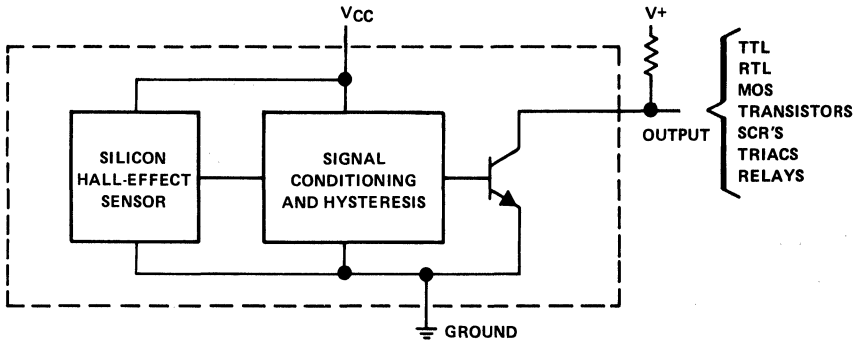 VCC
V+
TTL
RTL
MOS
TRANSISTORS
SCR'S
TRIACS
RELAYS
OUTPUT
SILICON
HALL-EFFECT
SENSOR
SIGNAL
CONDITIONING
AND HYSTERESIS
GROUND